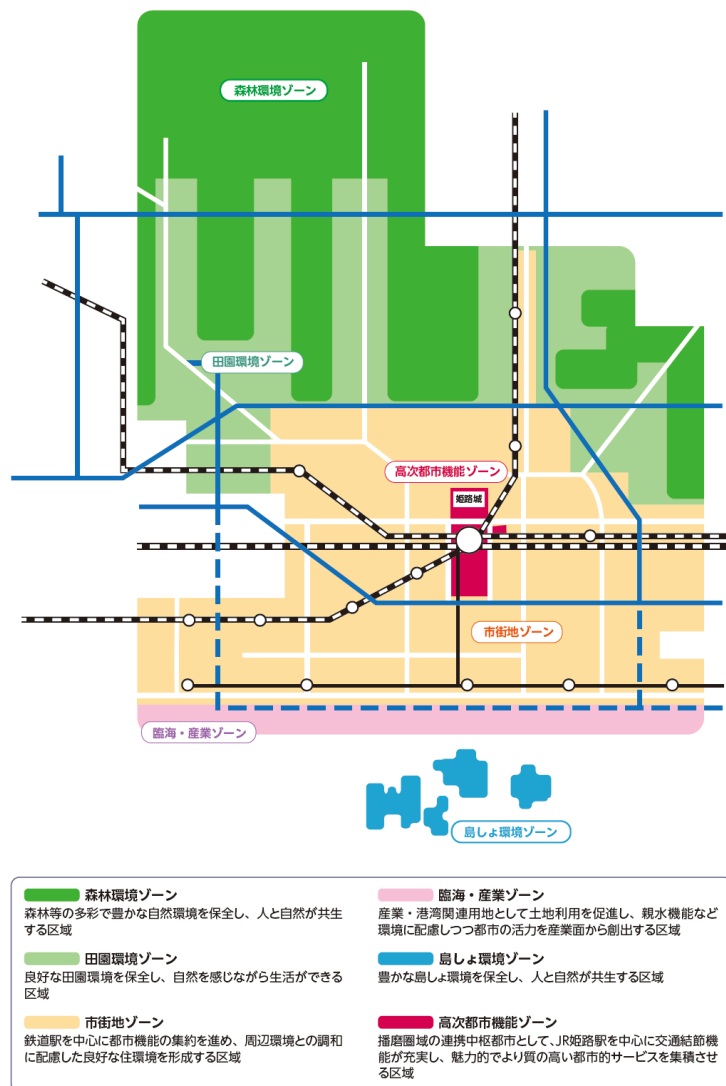 森林環境ゾーン
田園環境ゾーン
高次都市機能ゾーン
姫路城
市街地ゾーン
臨海・産業ゾーン
島しょ環境ゾーン
森林環境ゾーン
森林等の多彩で豊かな自然環境を保全し、人と自然が共生
する区域
田園環境ゾーン
良好な田園環境を保全し、自然を感じながら生活ができる
区域
市街地ゾーン
鉄道駅を中心に都市機能の集約を進め、周辺環境との調和
に配慮した良好な住環境を形成する区域
臨海・産業ゾーン
産業・港湾関連用地として土地利用を促進し、親水機能など
環境に配慮しつつ都市の活力を産業面から創出する区域
島しょ環境ゾーン
豊かな島しょ環境を保全し、人と自然が共生する区域
高次都市機能ゾーン
播磨圏域の連携中枢都市として、JR姫路駅を中心に交通結節機
能が充実し、魅力的でより質の高い都市的サービスを集積させ
る区域